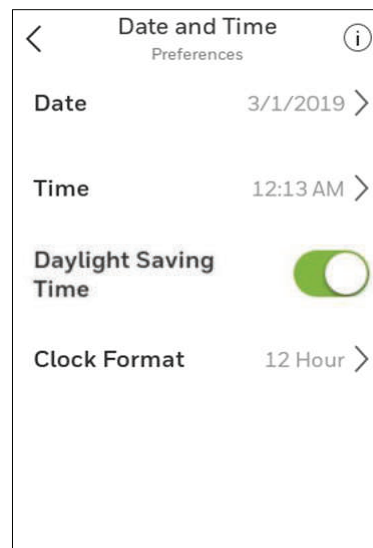 Date and Time
i
Preferences
Date 3/1/2019
Time 12:13 AM
Daylight Saving
Time
Clock Format 12 Hour